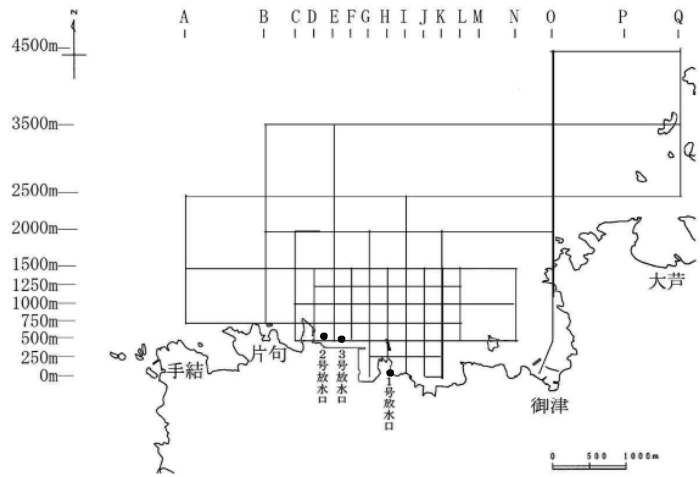 N
A B C D E F G H I J K L M N O P Q
4500m
3500m
2500m
2000m
1500m
1250m
1000m
750m
500m
250m
0m
大芦
片句
手結
2号放水口
3号放水口
1号放水口
御津
0 500 1000m